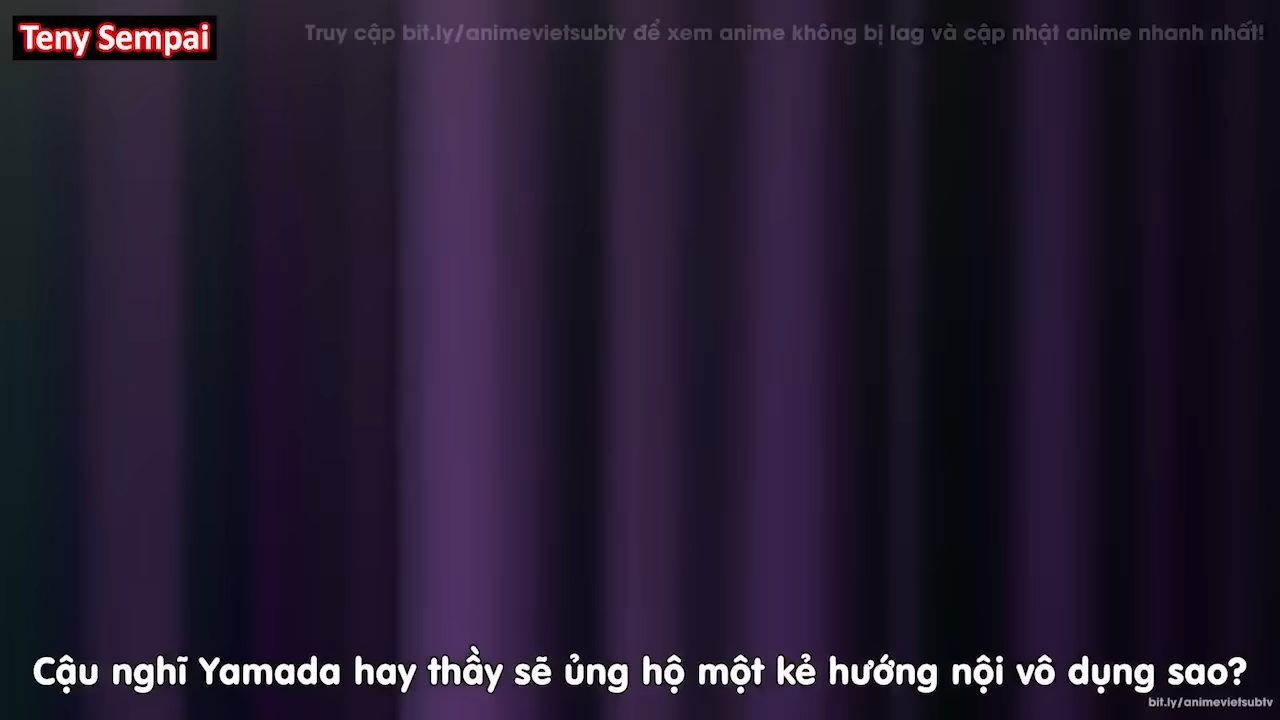 Teny Sempai
Truy cập bit.ly/animevietsubtv để xem anime không bị lag và cập nhật anime nhanh nhất!
Cậu nghĩ Yamada hay thầy sẽ ủng hộ một kẻ hướng nội vô dụng sao?
bit.ly/animevietsubtv